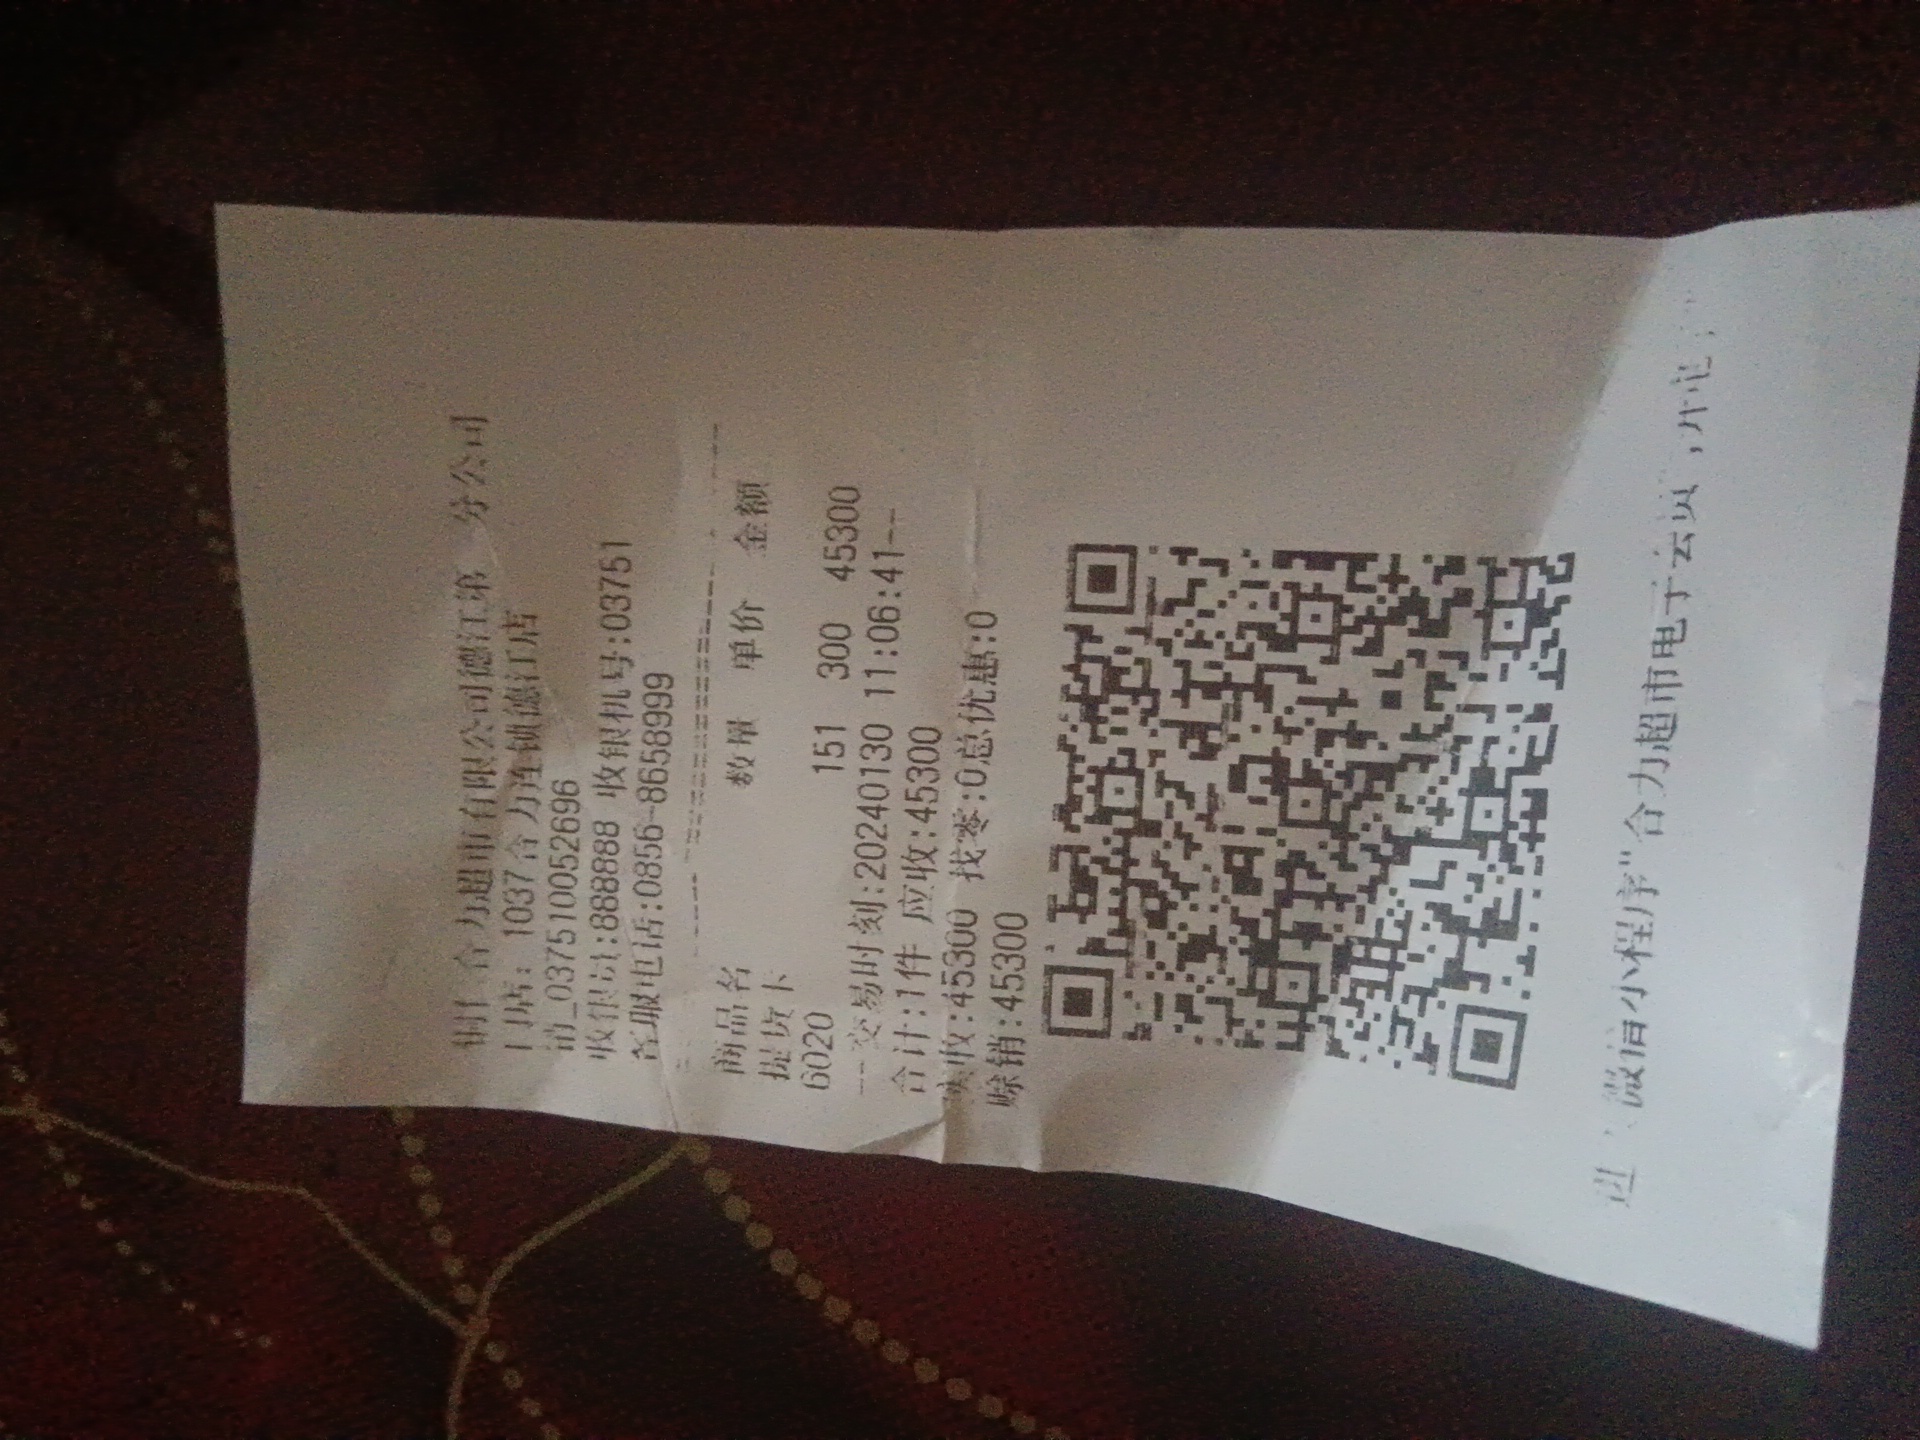 铜仁合力超市有限公司德江第 分公司
门店: 1037合力连锁德江店
销_037510052696
收银员:888888 收银机号:03751
客服电话:0856-8658999
商品名 数量 单价 金额
提货卡
6020 151 300 45300
---交易时刻:20240130 11:06:41--
合计:1件 应收:45300
实收:45300 找零:0总优惠:0
赊销:45300
进 微信小程序"合力超市电子会员